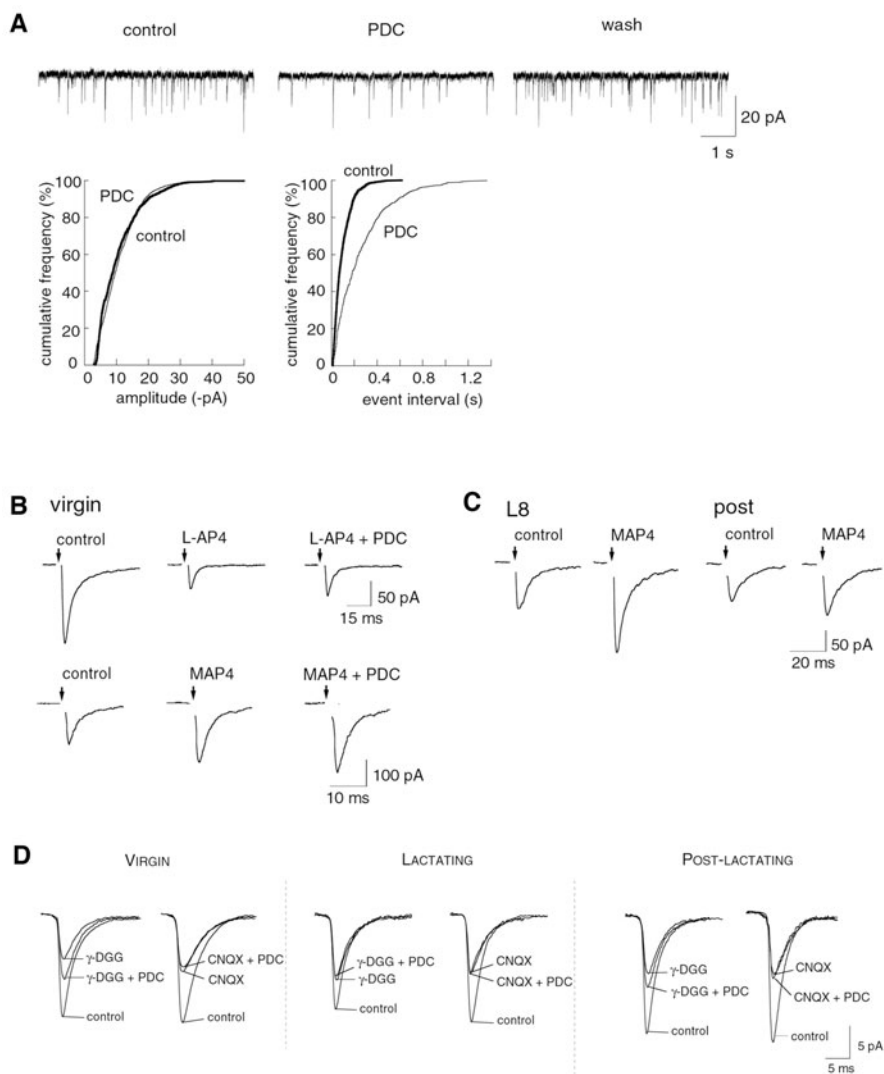 A
control PDC wash
20 pA
1 s
100
80
60
40
20
0
cumulative frequency (%)
PDC
control
10 20 30 40 50
amplitude (-pA)
100
80
60
40
20
0
cumulative frequency (%)
control
PDC
0 0.4 0.8 1.2
event interval (s)
B virgin
control L-AP4 L-AP4 + PDC
50 pA
15 ms
control MAP4 MAP4 + PDC
100 pA
10 ms
C L8 post
control MAP4 control MAP4
50 pA
20 ms
D
VIRGIN LACTATING POST-LACTATING
γ-DGG
γ-DGG + PDC
control
CNQX + PDC
CNQX
control
γ-DGG + PDC
γ-DGG
control
CNQX
CNQX + PDC
control
γ-DGG
γ-DGG + PDC
control
CNQX
CNQX + PDC
control
5 pA
5 ms